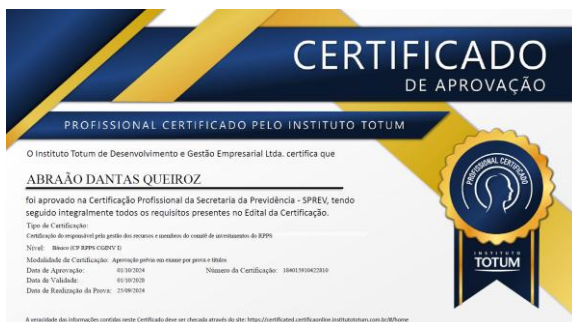 CERTIFICADO
DE APROVAÇÃO
PROFISSIONAL CERTIFICADO PELO INSTITUTO TOTUM
O Instituto Totum de Desenvolvimento e Gestão Empresarial Ltda. certifica que
ABRAÃO DANTAS QUEIROZ
foi aprovado na Certificação Profissional da Secretaria da Previdência - SPREV, tendo
seguido integralmente todos os requisitos presentes no Edital da Certificação.
Tipo de Certificação:
Certificação do responsável pela gestão dos recursos e membros do comitê de investimentos do RPPS
Nível: Básico (CP RPPS CGINV I)
Modalidade de Certificação: Aprovação prévia em exame por prova e títulos
Data de Aprovação: 01/10/2024 Número da Certificação: 184015910422810
Data de Validade: 01/10/2028
Data de Realização da Prova: 25/09/2024
A veracidade das informações contidas neste Certificado deve ser checada através do site: https://certificated.certificaonline.institutototum.com.br/#/home
PROFISSIONAL CERTIFICADO
INSTITUTO
TOTUM